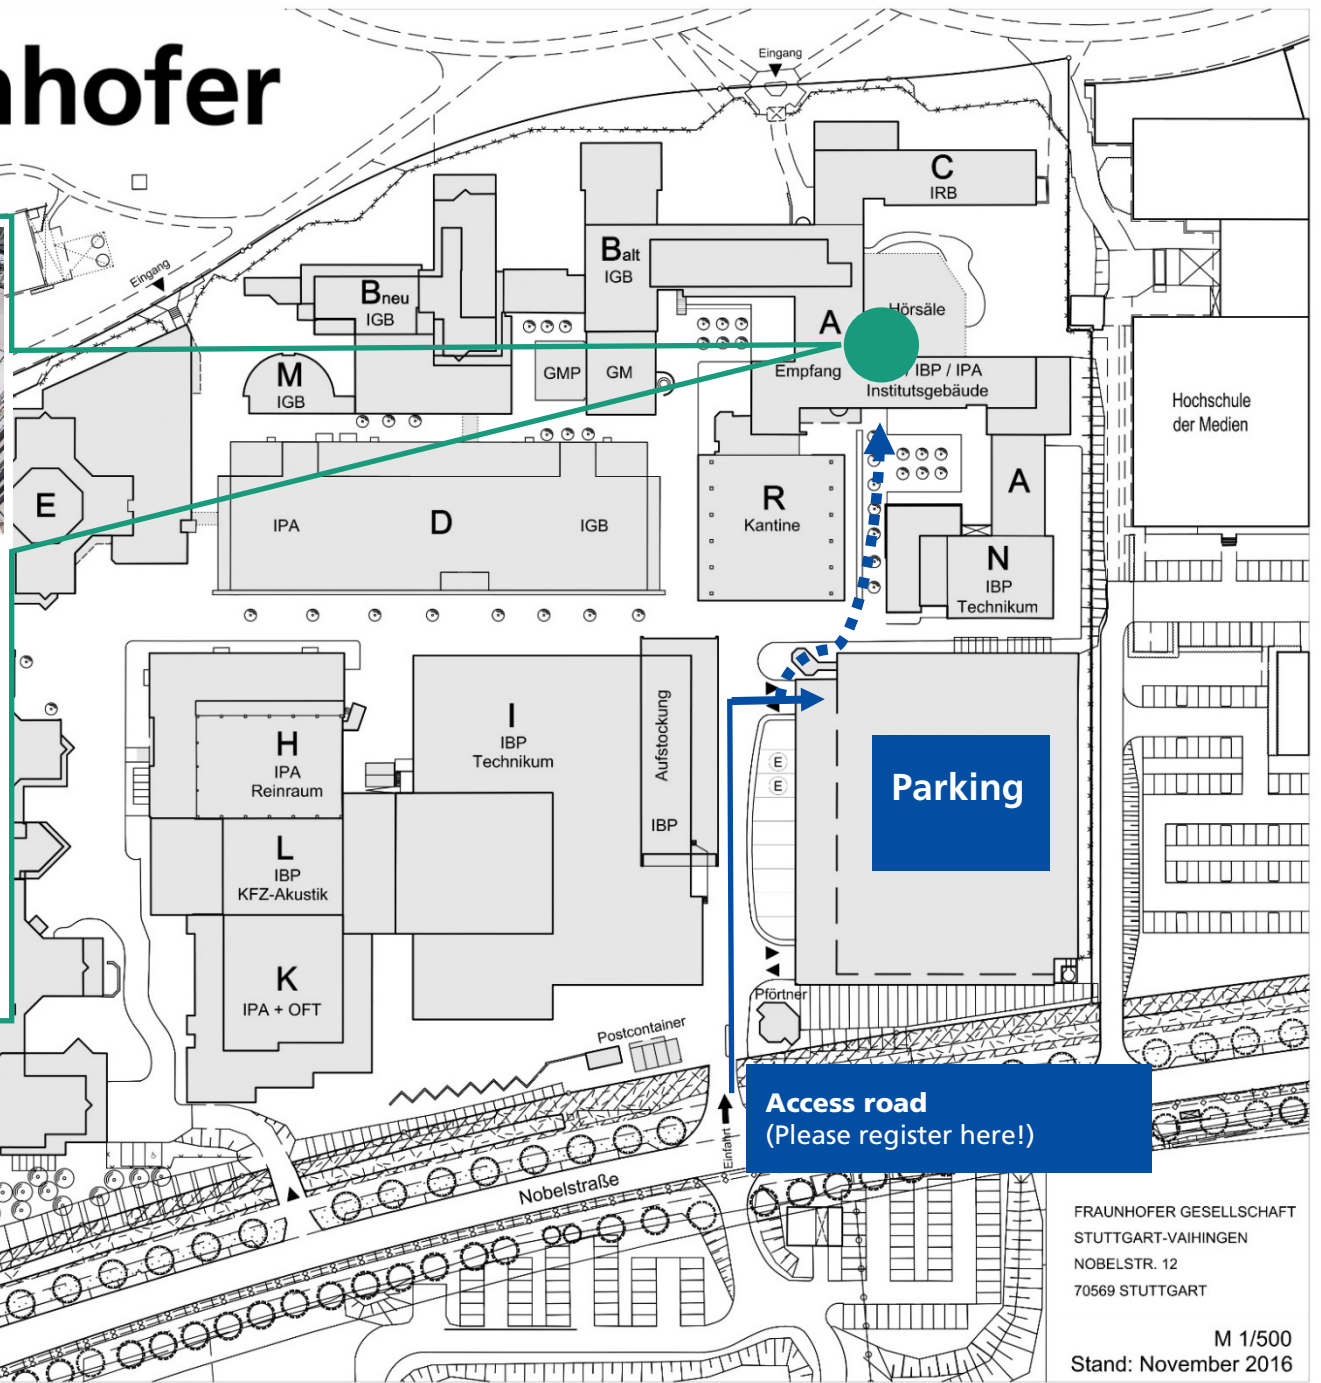 nhofer
Eingang
C
IRB
Balt
IGB
Eingang
Bneu
IGB
Hörsäle
A
M
IGB
GMP
GM
Empfang
/ IBP / IPA
Institutsgebäude
Hochschule
der Medien
E
IPA
D
IGB
R
Kantine
A
N
IBP
Technikum
H
IPA
Reinraum
I
IBP
Technikum
Aufstockung
IBP
E
E
Parking
L
IBP
KFZ-Akustik
K
IPA + OFT
Pförtner
Postcontainer
Access road
(Please register here!)
Einfahrt
Nobelstraße
FRAUNHOFER GESELLSCHAFT
STUTTGART-VAIHINGEN
NOBELSTR. 12
70569 STUTTGART
M 1/500
Stand: November 2016